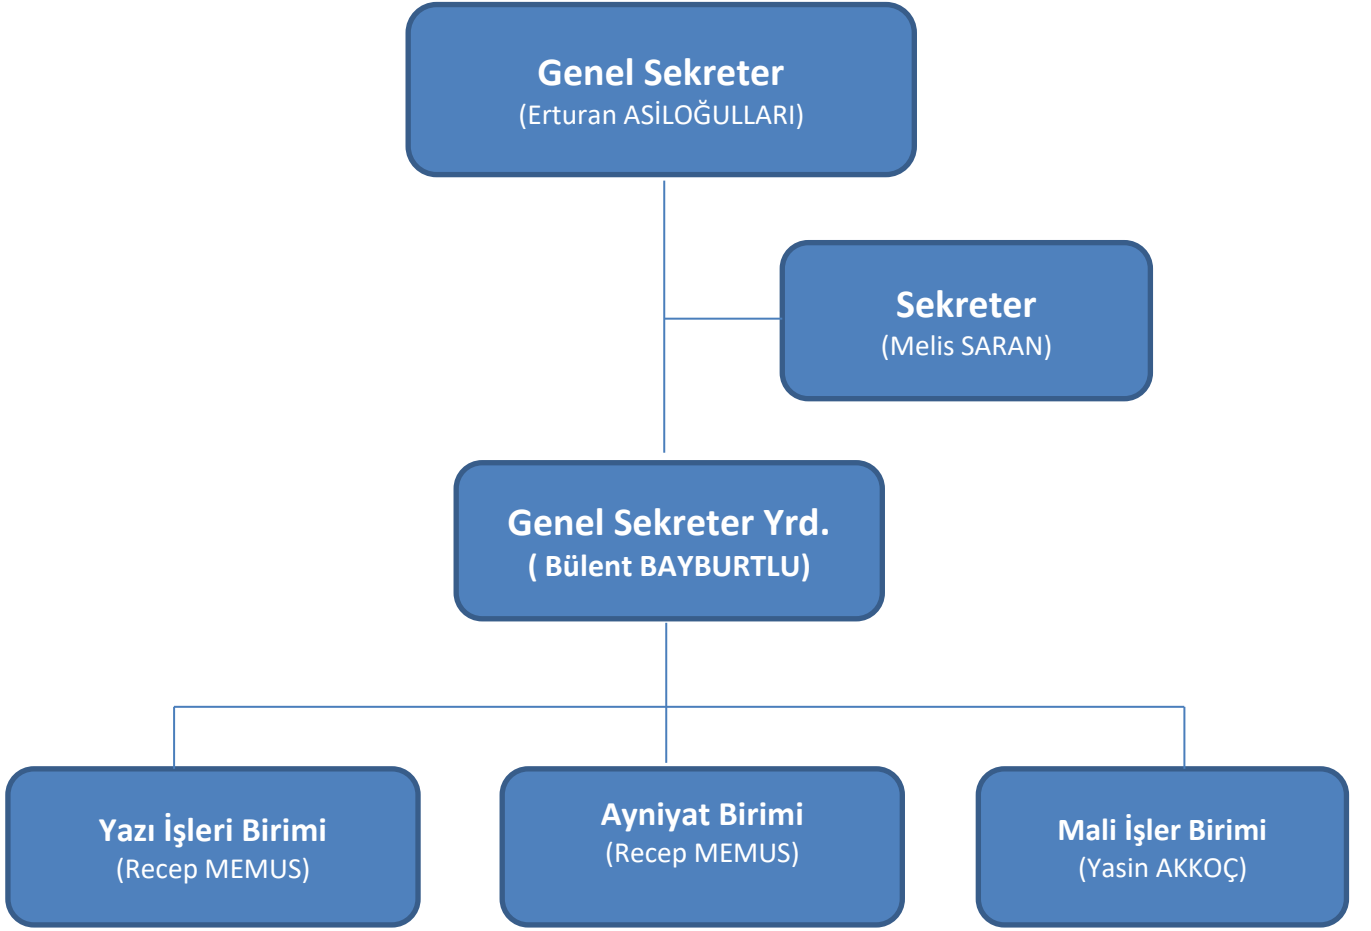 Genel Sekreter
(Erturan ASİLOĞULLARI)
Sekreter
(Melis SARAN)
Genel Sekreter Yrd.
( Bülent BAYBURTLU)
Yazı İşleri Birimi
(Recep MEMUS)
Ayniyat Birimi
(Recep MEMUS)
Mali İşler Birimi
(Yasin AKKOÇ)